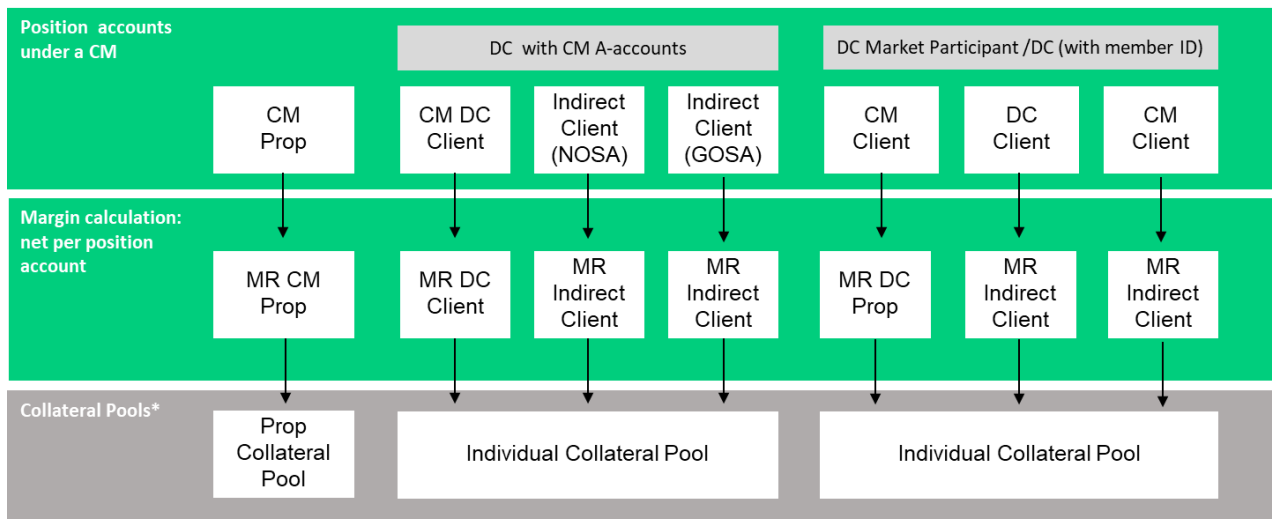 Position accounts
under a CM
DC with CM A-accounts
DC Market Participant /DC (with member ID)
CM
Prop
CM DC
Client
Indirect
Client
(NOSA)
Indirect
Client
(GOSA)
CM
Client
DC
Client
CM
Client
Margin calculation:
net per position
account
MR CM
Prop
MR DC
Client
MR
Indirect
Client
MR
Indirect
Client
MR DC
Prop
MR
Indirect
Client
MR
Indirect
Client
Collateral Pools*
Prop
Collateral
Pool
Individual Collateral Pool
Individual Collateral Pool